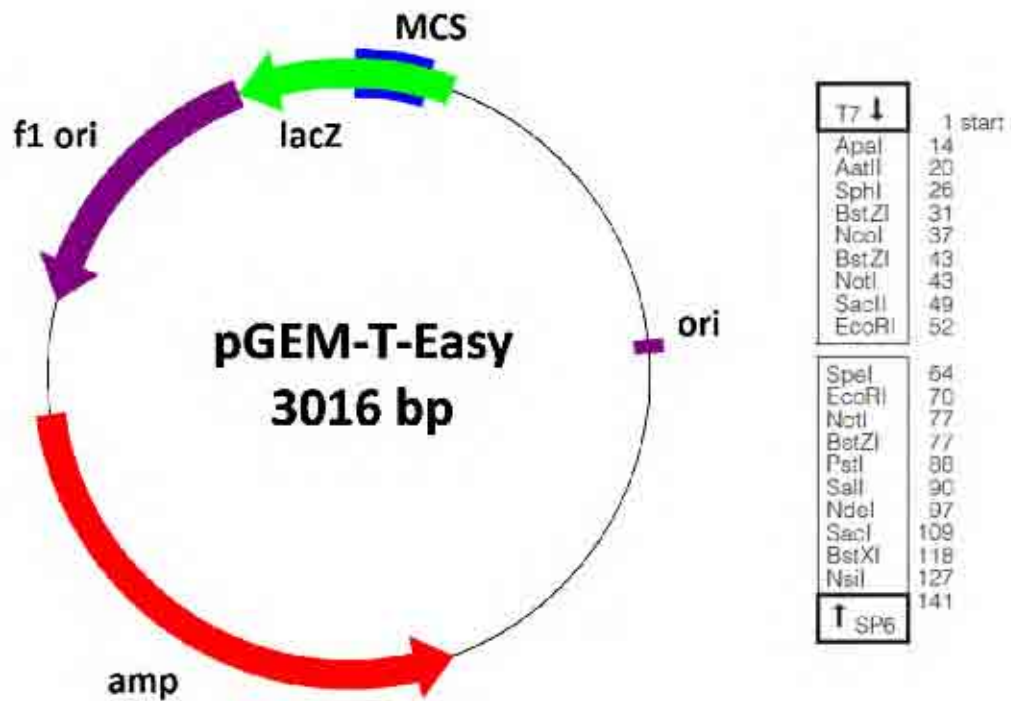 MCS
f1 ori
lacZ
ori
pGEM-T-Easy
3016 bp
amp
T7 ↓ 1 start
ApaI 14
AatII 20
SphI 26
BstZI 31
NcoI 37
BstZI 43
NotI 43
SacII 49
EcoRI 52
SpeI 64
EcoRI 70
NotI 77
BstZI 77
PstI 88
SalI 90
NdeI 97
SacI 109
BstXI 118
NsiI 127
141
↑ SP6